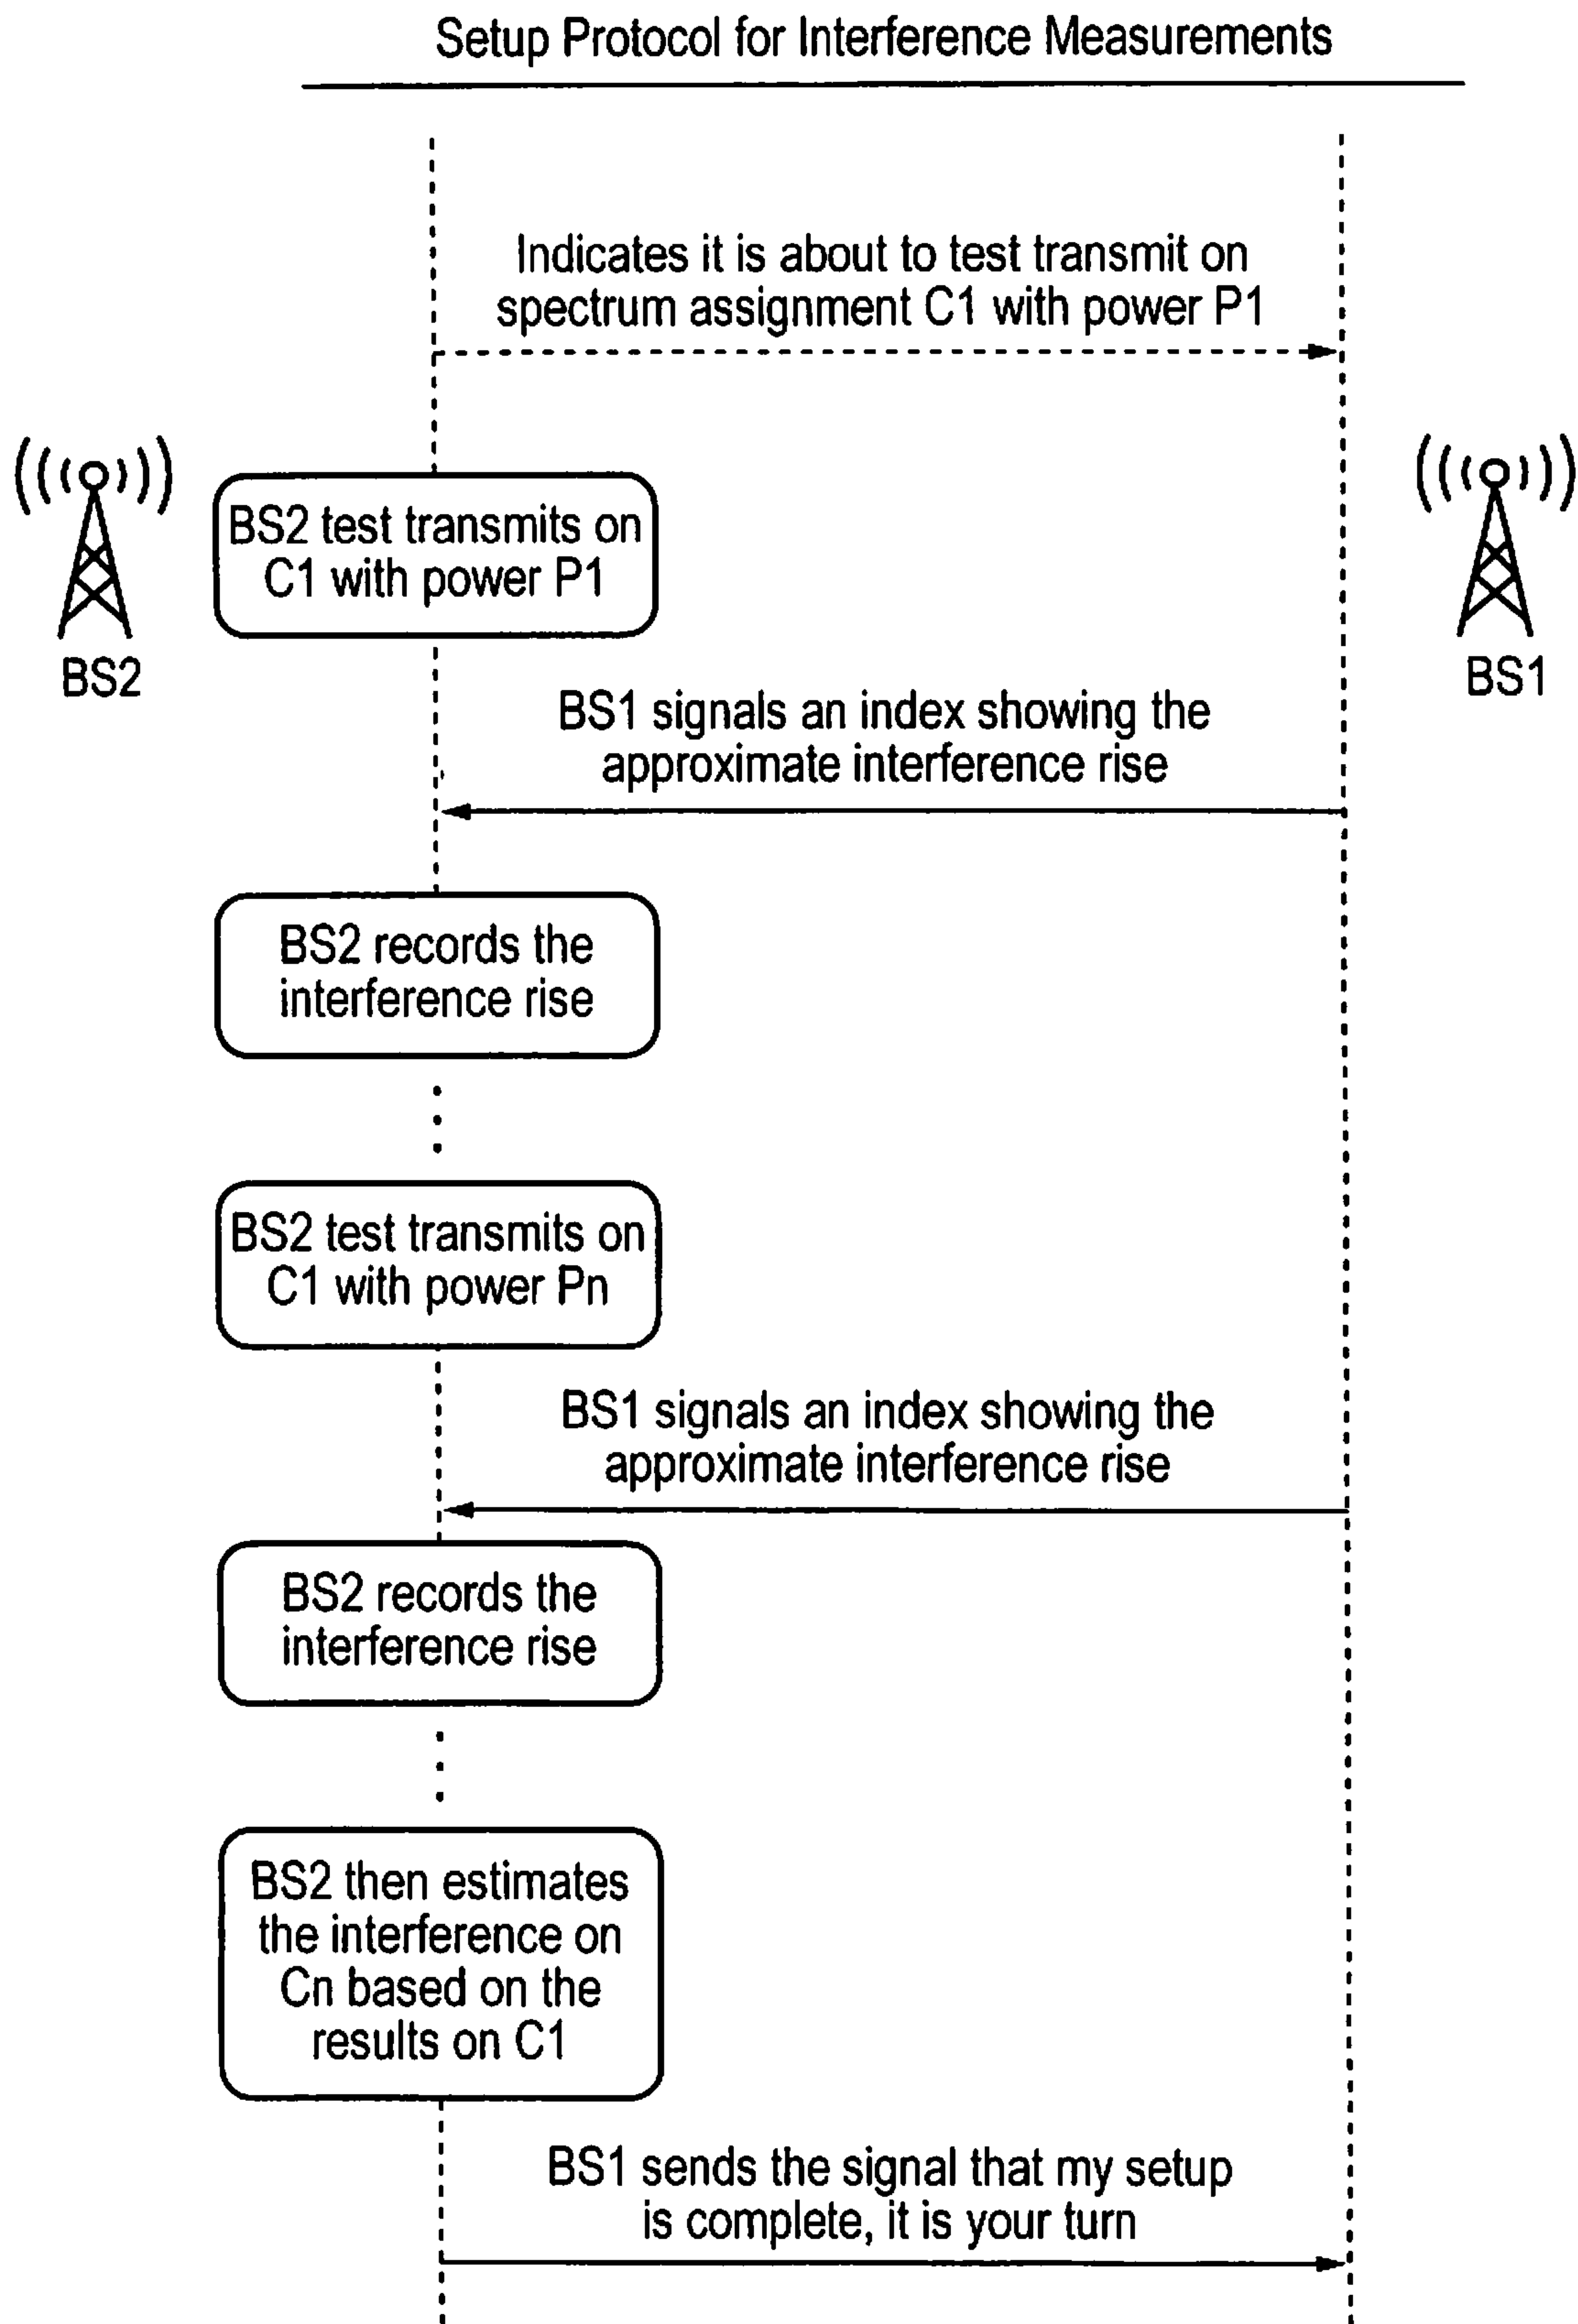 Setup Protocol for Interference Measurements
Indicates it is about to test transmit on
spectrum assignment C1 with power P1
BS2 test transmits on
C1 with power P1
BS2
BS1
BS1 signals an index showing the
approximate interference rise
BS2 records the
interference rise
BS2 test transmits on
C1 with power Pn
BS1 signals an index showing the
approximate interference rise
BS2 records the
interference rise
BS2 then estimates
the interference on
Cn based on the
results on C1
BS1 sends the signal that my setup
is complete, it is your turn